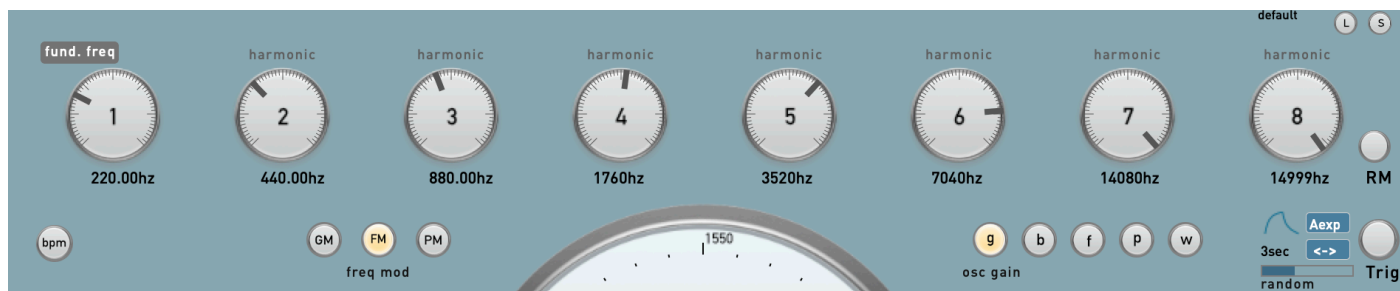 default
L S
fund. freq harmonic harmonic harmonic harmonic harmonic harmonic harmonic
1 2 3 4 5 6 7 8
220.00hz 440.00hz 880.00hz 1760hz 3520hz 7040hz 14080hz 14999hz RM
bpm GM FM PM 1550 g b f p w Aexp
3sec <->
freq mod osc gain Trig
random